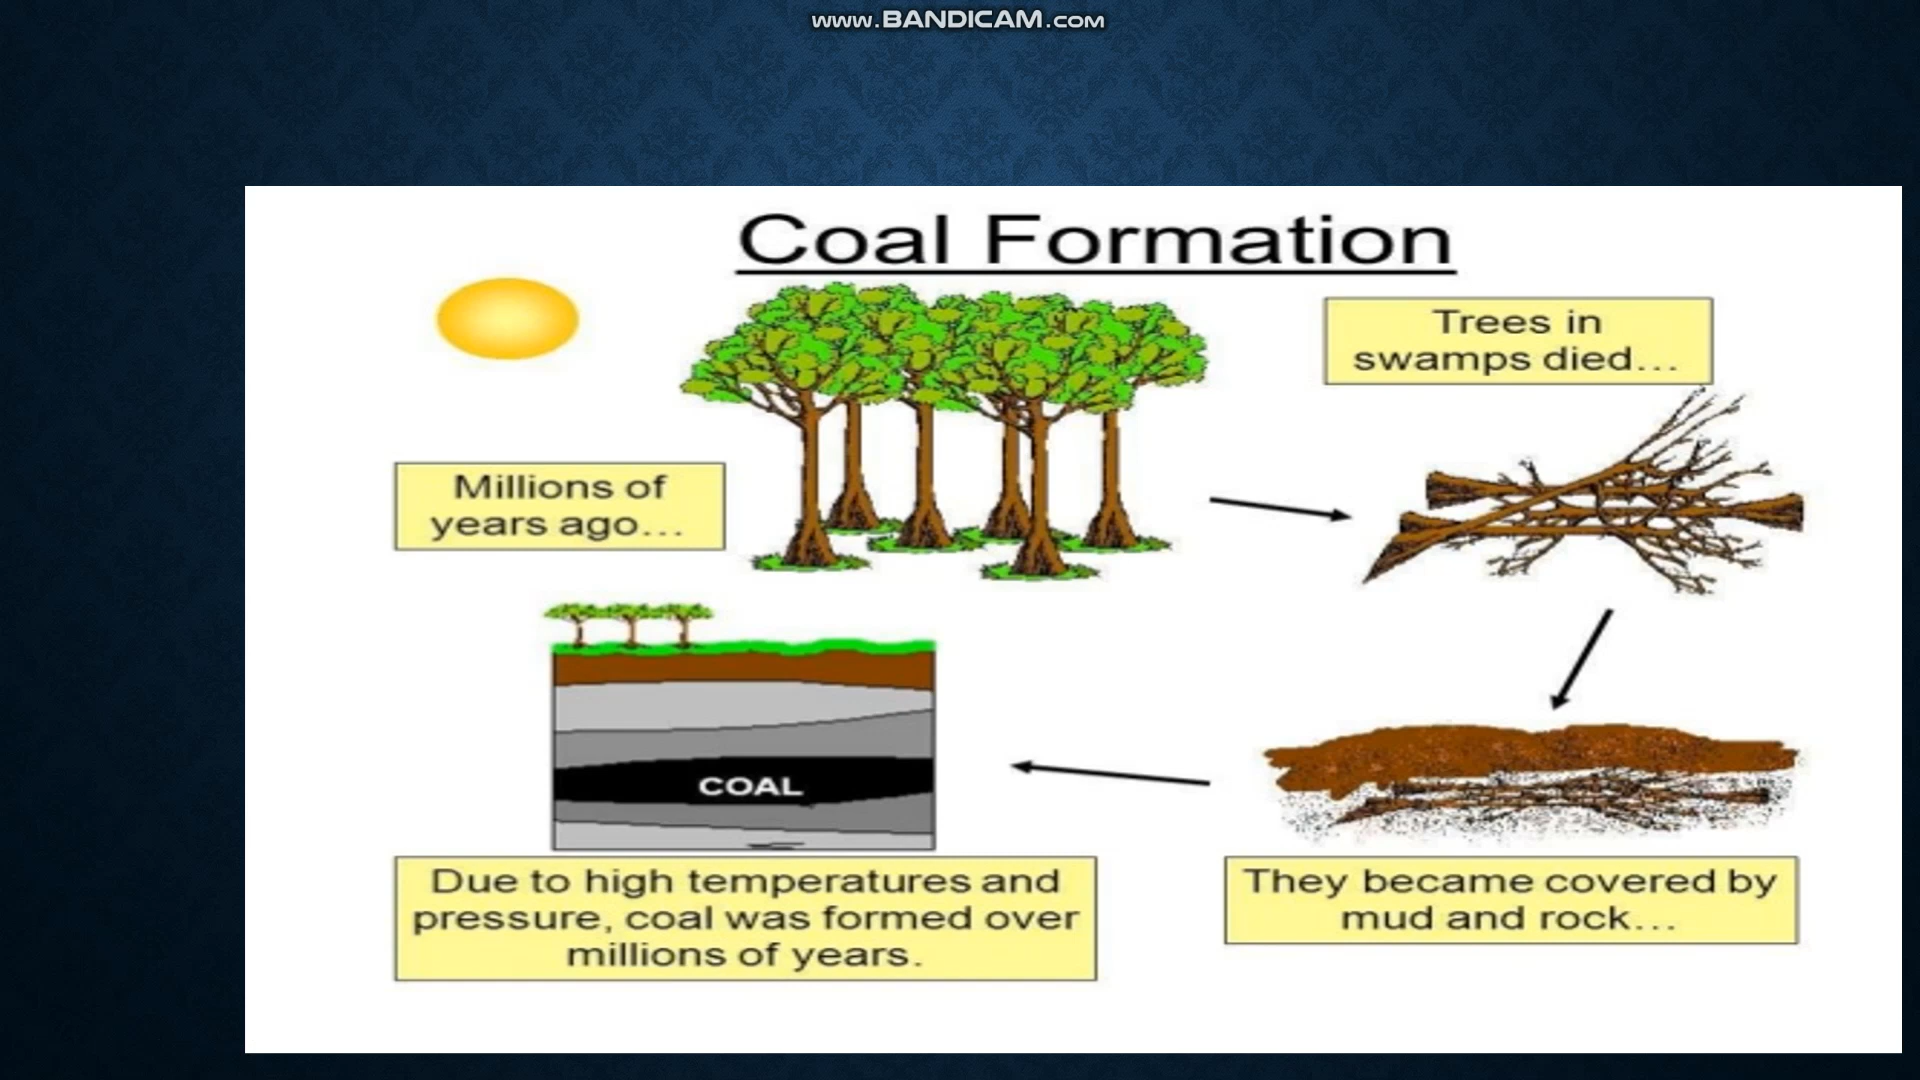 www.BANDICAM.com
Coal Formation
Millions of
years ago...
Trees in
swamps died...
They became covered by
mud and rock...
COAL
Due to high temperatures and
pressure, coal was formed over
millions of years.